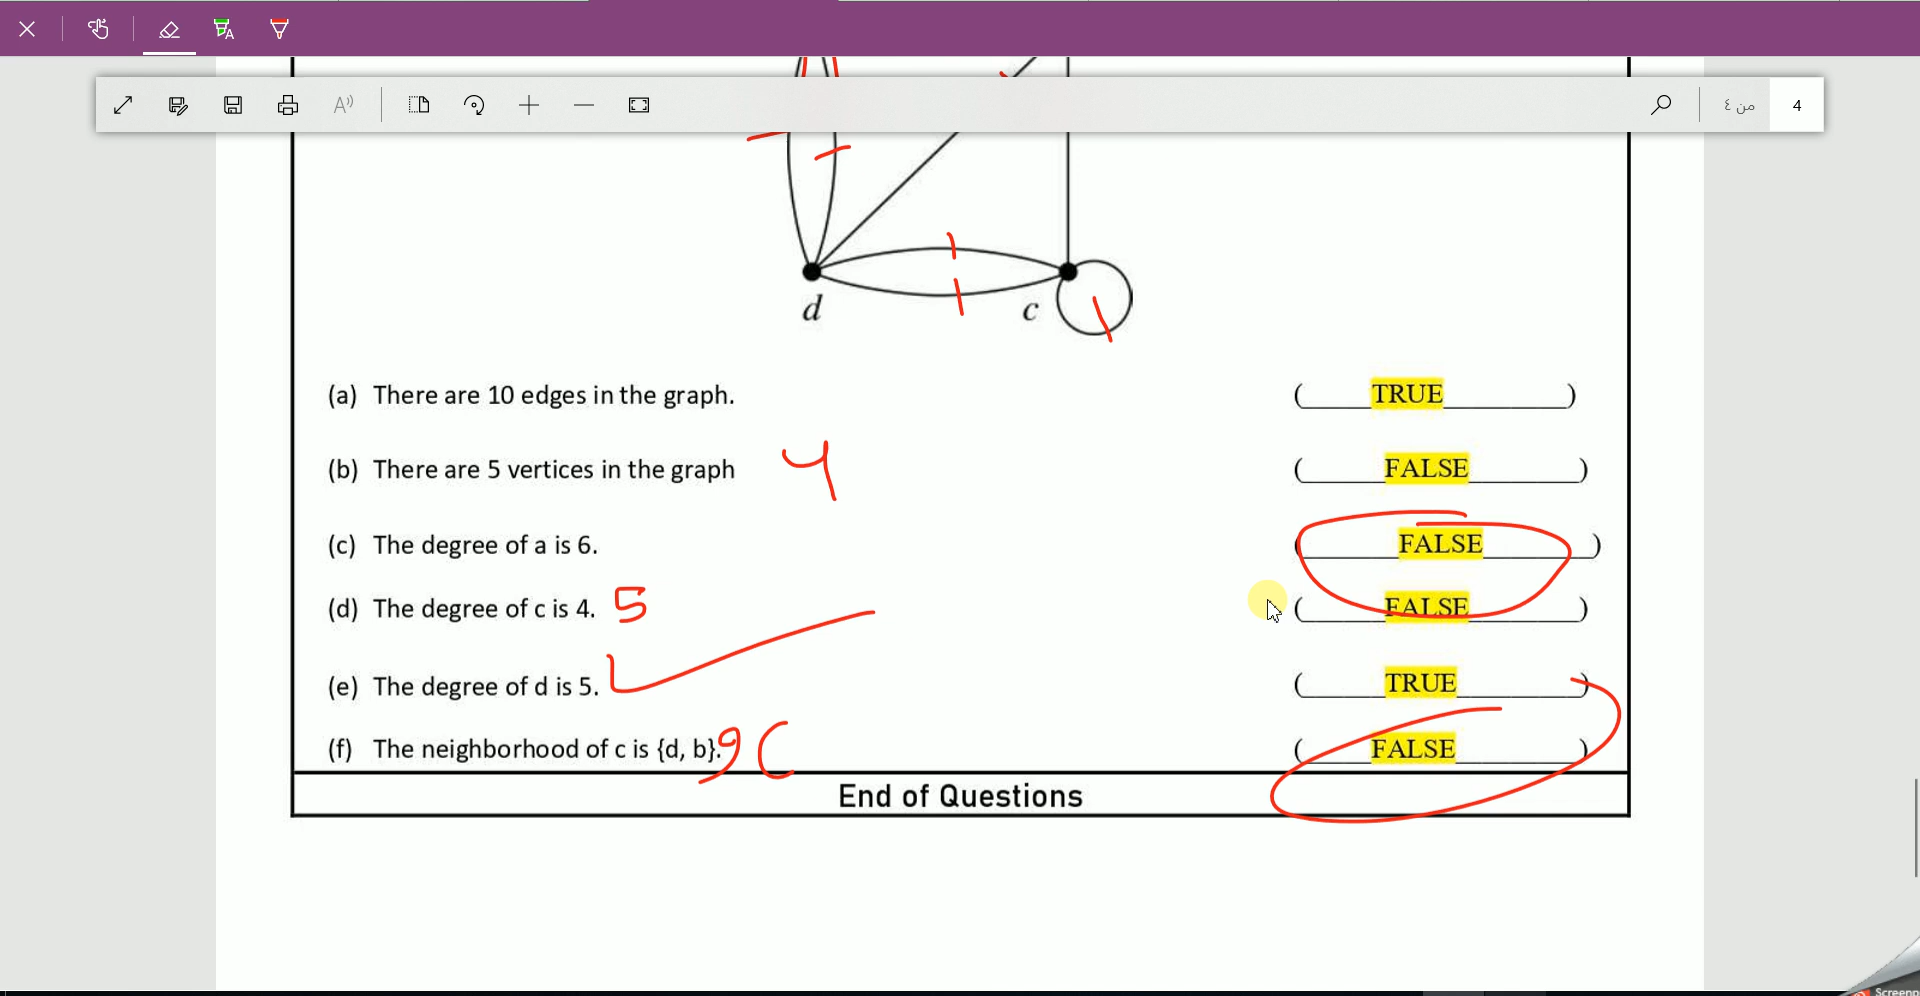 من ٤ 4
d c
(a) There are 10 edges in the graph. (TRUE)
(b) There are 5 vertices in the graph 4 (FALSE)
(c) The degree of a is 6. (FALSE)
(d) The degree of c is 4. 5 (FALSE)
(e) The degree of d is 5. (TRUE)
(f) The neighborhood of c is {d, b}. (FALSE)
End of Questions